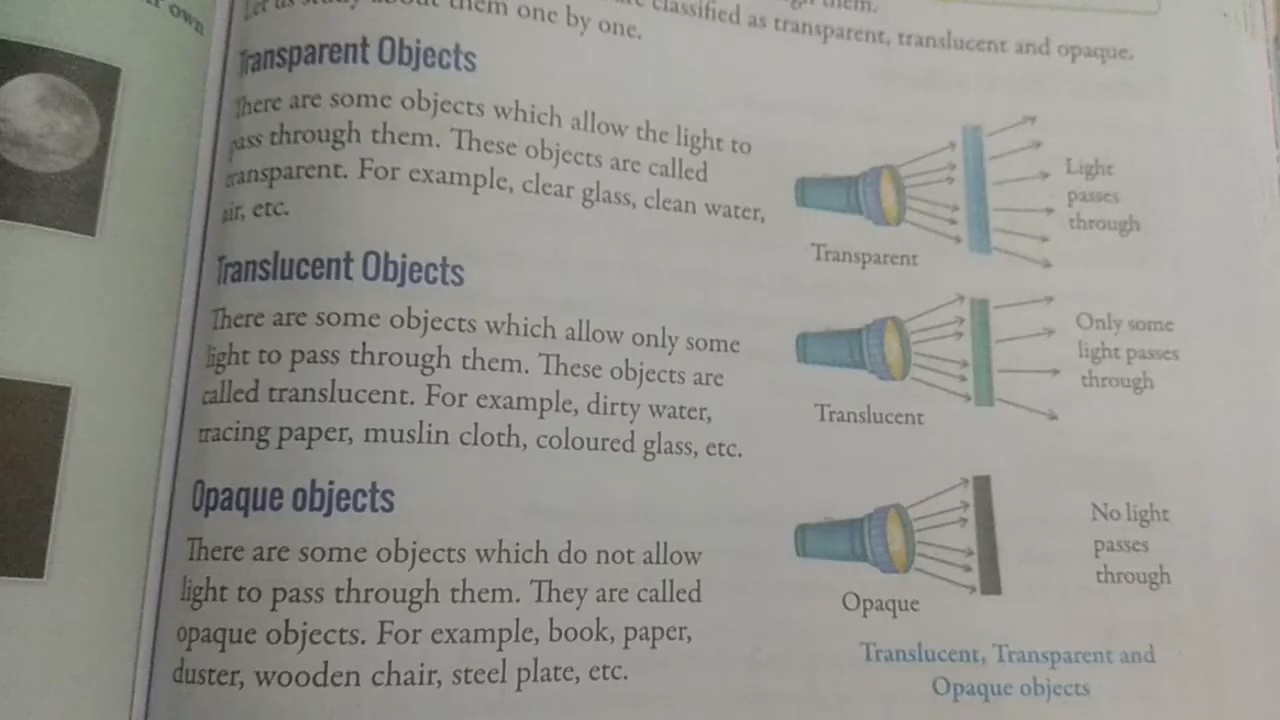 own
Let us study about them one by one.
classified as transparent, translucent and opaque.
them.
Transparent Objects
There are some objects which allow the light to
pass through them. These objects are called
transparent. For example, clear glass, clean water,
air, etc.
Transparent
Light
passes
through
Translucent Objects
There are some objects which allow only some
light to pass through them. These objects are
called translucent. For example, dirty water,
tracing paper, muslin cloth, coloured glass, etc.
Translucent
Only some
light passes
through
Opaque objects
There are some objects which do not allow
light to pass through them. They are called
opaque objects. For example, book, paper,
duster, wooden chair, steel plate, etc.
Opaque
No light
passes
through
Translucent, Transparent and
Opaque objects